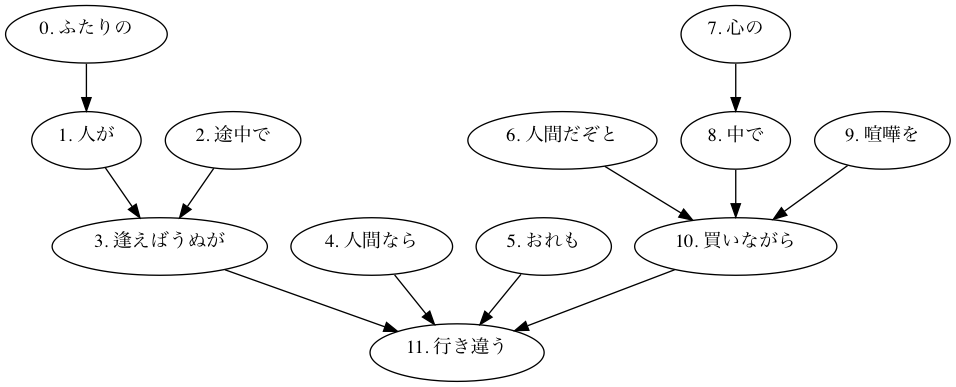 0. ふたりの
7. 心の
1. 人が
2. 途中で
6. 人間だぞと
8. 中で
9. 喧嘩を
3. 逢えばうぬが
4. 人間なら
5. おれも
10. 買いながら
11. 行き違う